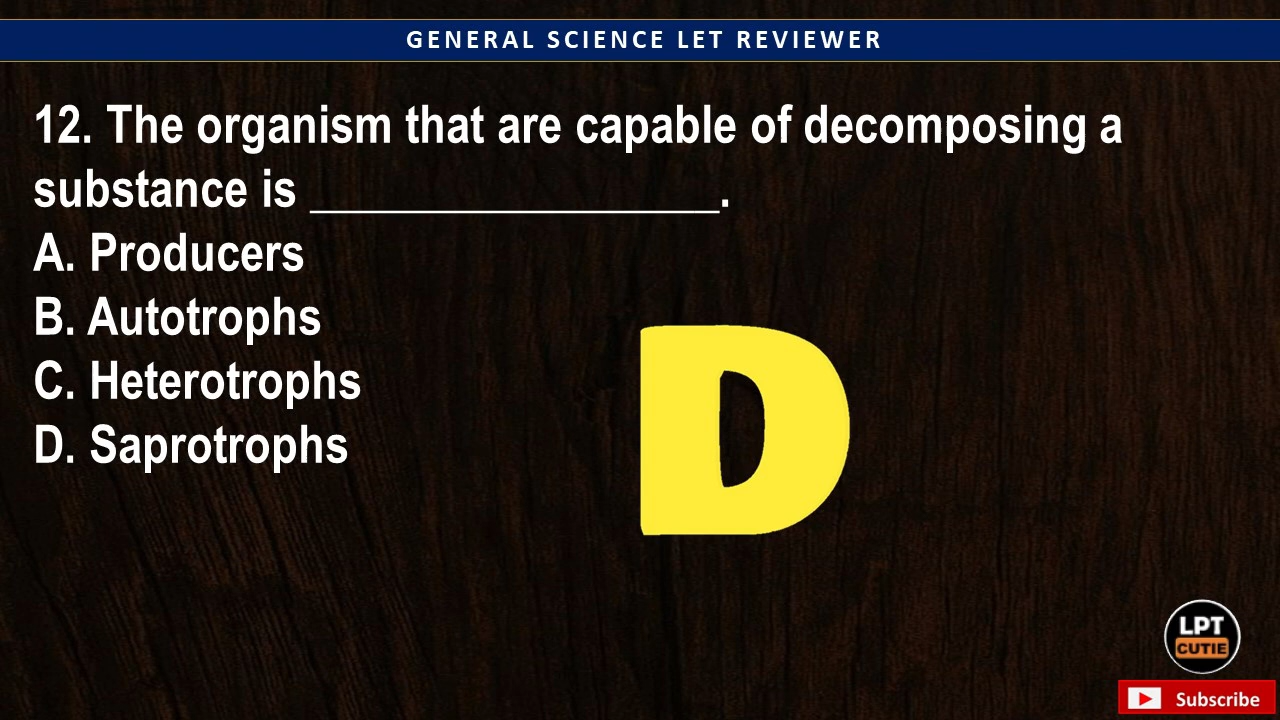 GENERAL SCIENCE LET REVIEWER
12. The organism that are capable of decomposing a
substance is _________________.
A. Producers
B. Autotrophs
C. Heterotrophs
D. Saprotrophs
D
LPT
CUTIE
Subscribe